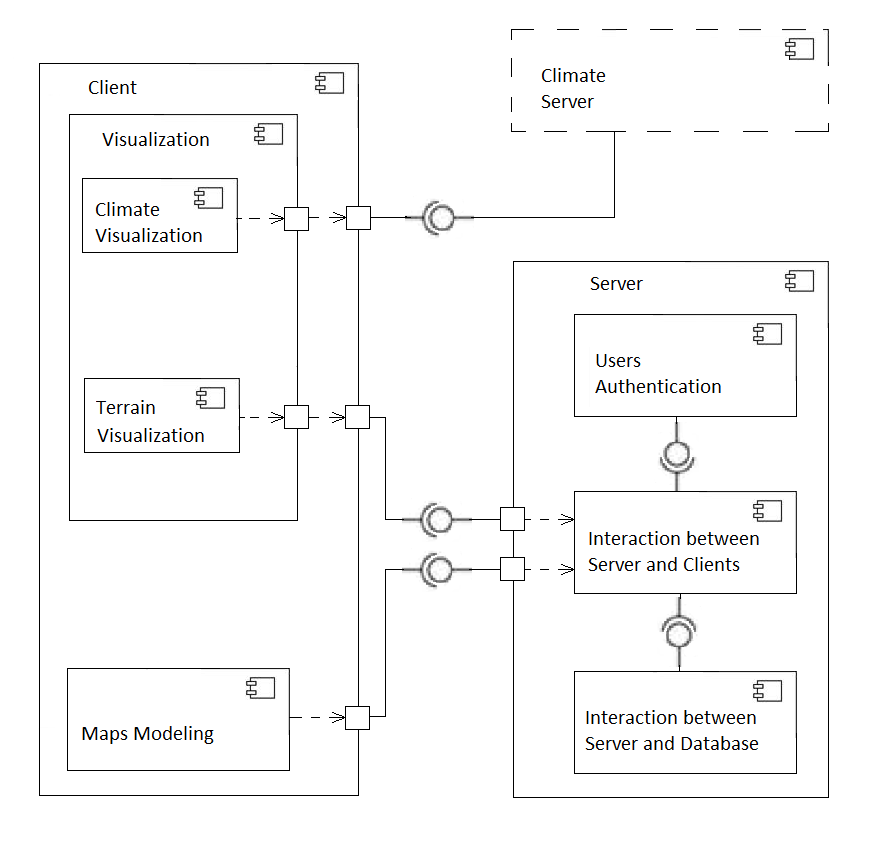 Client
Visualization
Climate
Visualization
Terrain
Visualization
Maps Modeling
Climate
Server
Server
Users
Authentication
Interaction between
Server and Clients
Interaction between
Server and Database